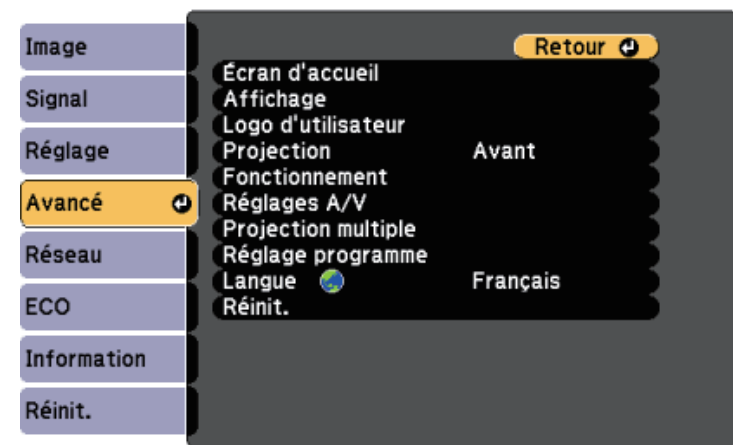 Image
Signal
Réglage
Avancé
Réseau
ECO
Information
Réinit.
Retour
Écran d'accueil
Affichage
Logo d'utilisateur
Projection Avant
Fonctionnement
Réglages A/V
Projection multiple
Réglage programme
Langue Français
Réinit.